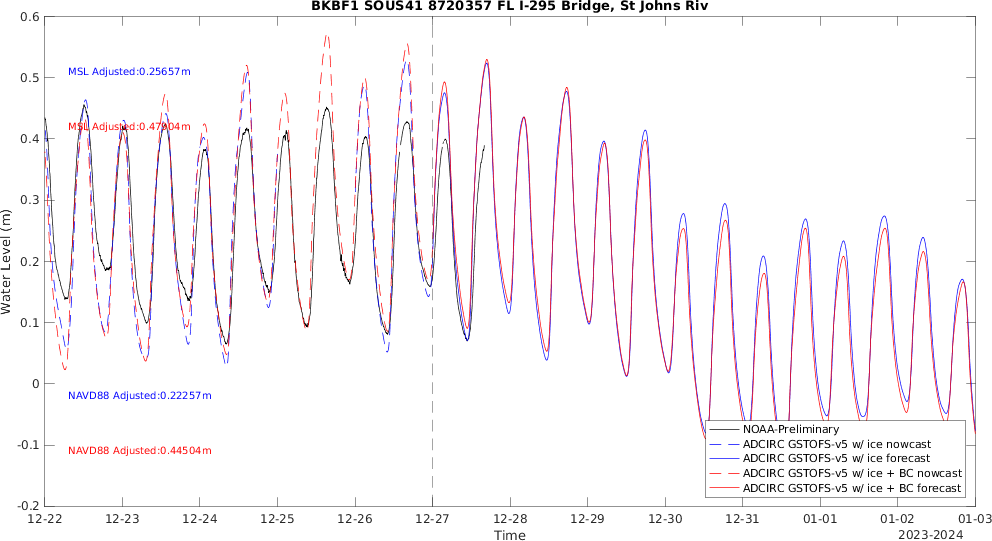 BKBF1 SOUS41 8720357 FL I-295 Bridge, St Johns Riv
0.6
0.5
0.4
0.3
0.2
0.1
0
-0.1
-0.2
Water Level (m)
MSL Adjusted:0.25657m
NAVD88 Adjusted:0.22257m
NAVD88 Adjusted:0.44504m
NOAA-Preliminary
ADCIRC GSTOFS-v5 w/ ice nowcast
ADCIRC GSTOFS-v5 w/ ice forecast
ADCIRC GSTOFS-v5 w/ ice + BC nowcast
ADCIRC GSTOFS-v5 w/ ice + BC forecast
12-22 12-23 12-24 12-25 12-26 12-27 12-28 12-29 12-30 12-31 01-01 01-02 01-03
Time
2023-2024